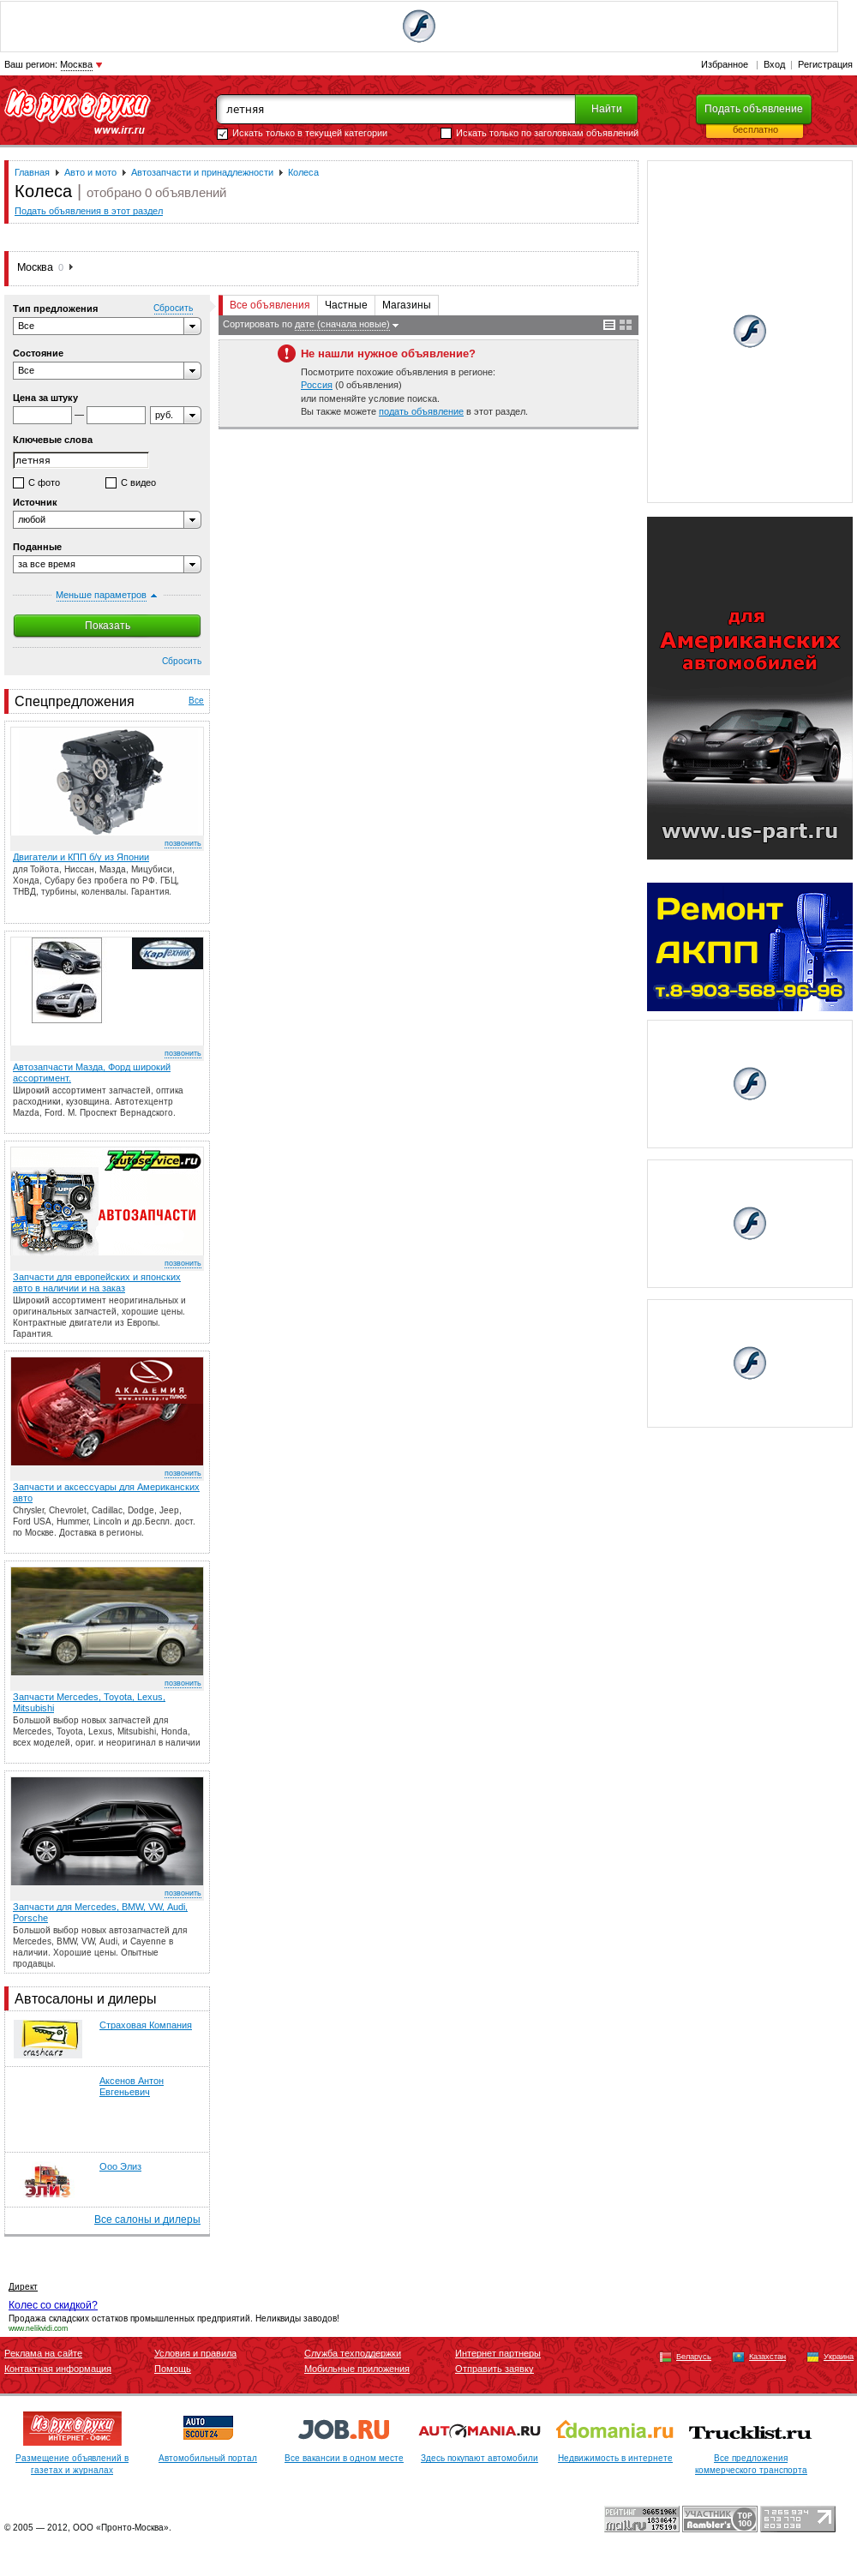 Ваш регион: Москва
Избранное | Вход | Регистрация
Из рук в руки
www.irr.ru
летняя
Найти
Подать объявление
бесплатно
Искать только в текущей категории
Искать только по заголовкам объявлений
Главная Авто и мото Автозапчасти и принадлежности Колеса
Колеса | отобрано 0 объявлений
Подать объявления в этот раздел
Москва 0
Тип предложения Сбросить
Все
Состояние
Все
Цена за штуку
— руб.
Ключевые слова
летняя
С фото С видео
Источник
любой
Поданные
за все время
Меньше параметров
Показать
Сбросить
Все объявления Частные Магазины
Сортировать по дате (сначала новые)
Не нашли нужное объявление?
Посмотрите похожие объявления в регионе:
Россия (0 объявления)
или поменяйте условие поиска.
Вы также можете подать объявление в этот раздел.
для
Американских
автомобилей
www.us-part.ru
Ремонт
АКПП
т.8-903-568-96-96
Спецпредложения Все
позвонить
Двигатели и КПП б/у из Японии
для Тойота, Ниссан, Мазда, Мицубиси,
Хонда, Субару без пробега по РФ. ГБЦ,
ТНВД, турбины, коленвалы. Гарантия.
КарТехник
позвонить
Автозапчасти Мазда, Форд широкий
ассортимент,
Широкий ассортимент запчастей, оптика
расходники, кузовщина. Автотехцентр
Mazda, Ford. М. Проспект Вернадского.
777
autoservice.ru
АВТОЗАПЧАСТИ
позвонить
Запчасти для европейских и японских
авто в наличии и на заказ
Широкий ассортимент неоригинальных и
оригинальных запчастей, хорошие цены.
Контрактные двигатели из Европы.
Гарантия.
АКАДЕМИЯ
ПЛЮС
позвонить
Запчасти и аксессуары для Американских
авто
Chrysler, Chevrolet, Cadillac, Dodge, Jeep,
Ford USA, Hummer, Lincoln и др.Беспл. дост.
по Москве. Доставка в регионы.
позвонить
Запчасти Mercedes, Toyota, Lexus,
Mitsubishi
Большой выбор новых запчастей для
Mercedes, Toyota, Lexus, Mitsubishi, Honda,
всех моделей, ориг. и неоригинал в наличии
позвонить
Запчасти для Mercedes, BMW, VW, Audi,
Porsche
Большой выбор новых автозапчастей для
Mercedes, BMW, VW, Audi, и Cayenne в
наличии. Хорошие цены. Опытные
продавцы.
Автосалоны и дилеры
crashcarz
Страховая Компания
Аксенов Антон
Евгеньевич
ЭЛИЗ
Ооо Элиз
Все салоны и дилеры
Директ
Колес со скидкой?
Продажа складских остатков промышленных предприятий. Неликвиды заводов!
www.nelikvidi.com
Реклама на сайте Условия и правила Служба техподдержки Интернет партнеры
Беларусь Казахстан Украина
Контактная информация Помощь Мобильные приложения Отправить заявку
Из рук в руки
ИНТЕРНЕТ - ОФИС
AUTO
SCOUT24
JOB.RU
AUTOMANIA.RU
domania.ru
Trucklist.ru
Размещение объявлений в
газетах и журналах
Автомобильный портал
Все вакансии в одном месте
Здесь покупают автомобили
Недвижимость в интернете
Все предложения
коммерческого транспорта
© 2005 — 2012, ООО «Пронто-Москва».
РЕЙТИНГ 3665196K
mail.ru 1830647
175190
УЧАСТНИК
Rambler's
TOP
100
7 265 934
673 203
203 038